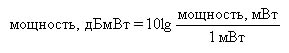 мощность, дБмВт = 10lg мощность, мВт / 1 мВт